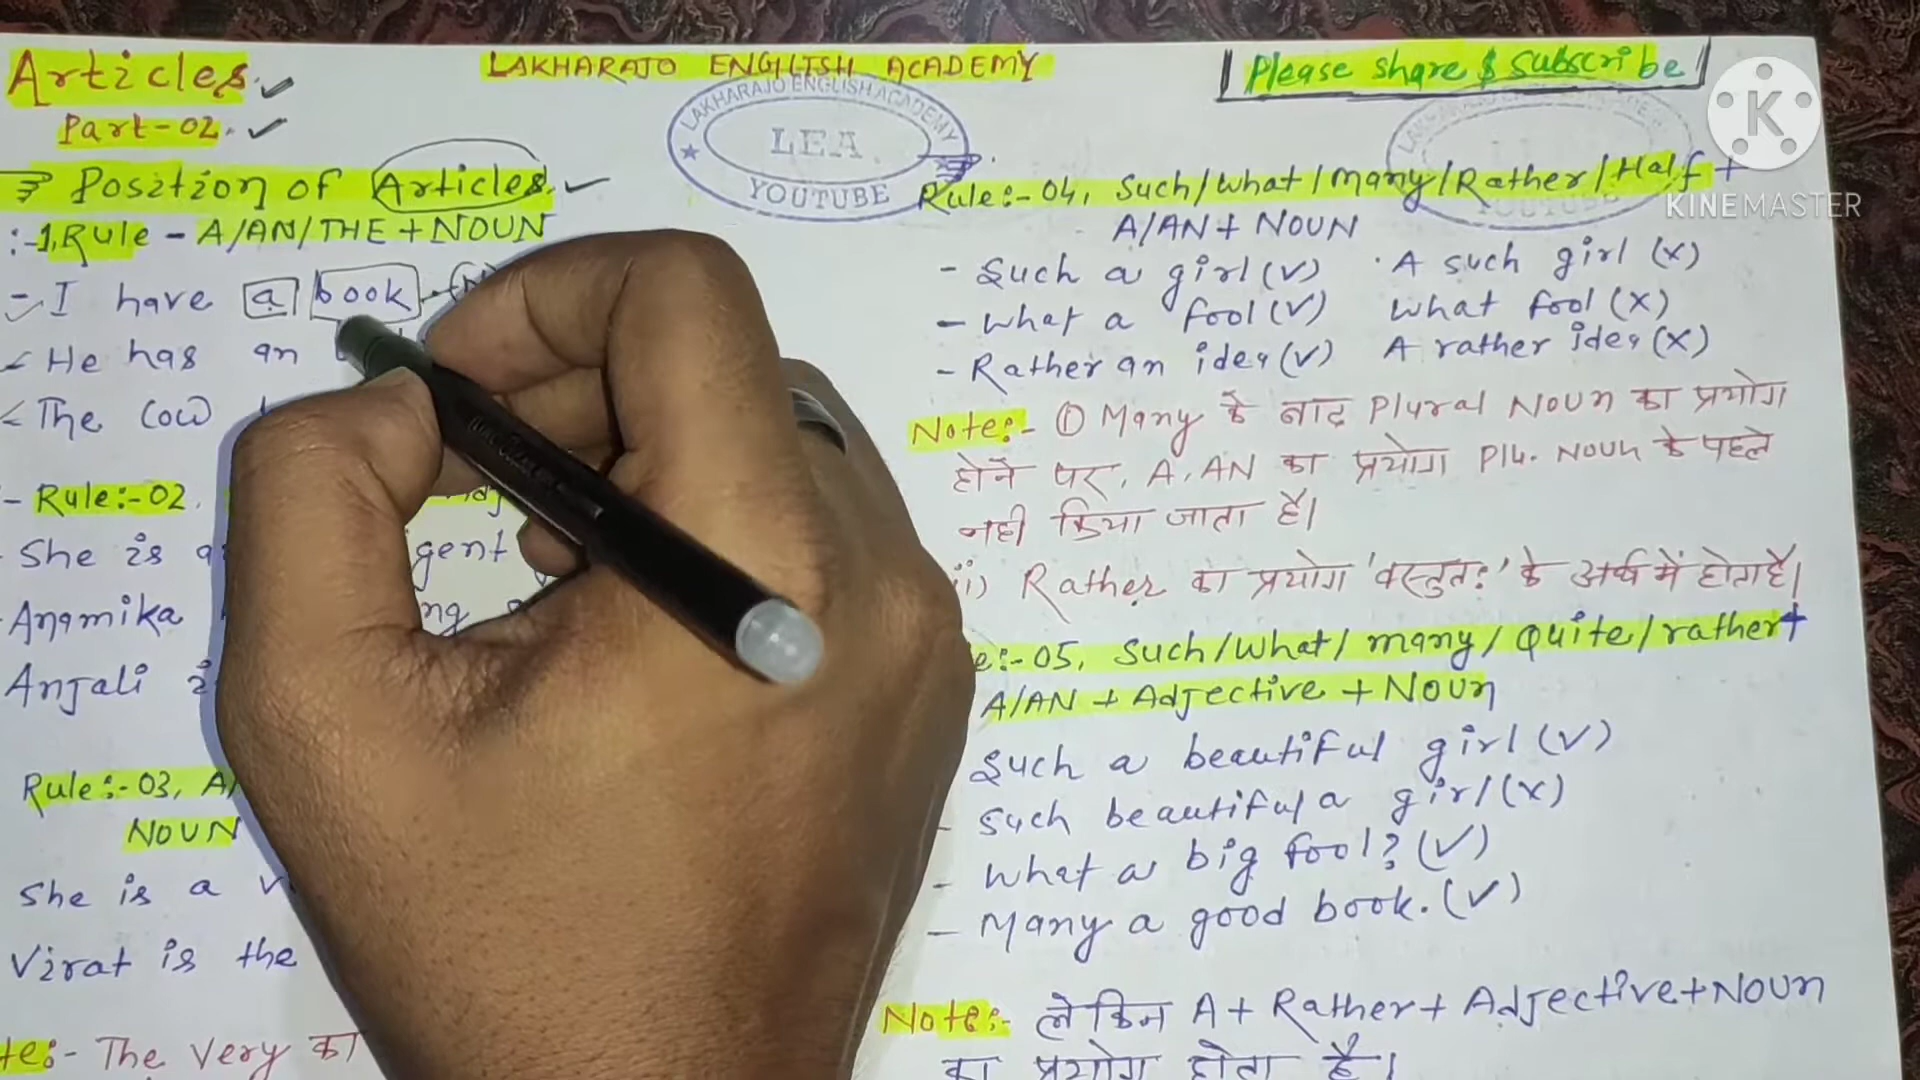 Articles.
Part-02.
Position of Articles.
:-1, Rule - A/AN/THE + NOUN
- I have a book
He has an
The Cow
- Rule:-02.
She is
gent
Anamika
ng
Anjali
Rule:-03, A/
NOUN
She is a
Virat is the
te:- The Very का
LAKHARAJO ENGLISH ACADEMY
LAKHARAJO ENGLISH ACADEMY
LEA
YOUTUBE
Please share & subscribe
K
KINEMASTER
YOUTUBE
Rule:-04, Such/what/many/Rather/Half +
A/AN + NOUN
- Such a girl (✓) · A such girl (x)
- What a fool (✓) What fool (x)
- Rather an idea (✓) A rather idea (x)
Note:- ① Many के बाद Plural Noun का प्रयोग
होने पर, A, AN का प्रयोग Plu. Noun के पहले
नही किया जाता है।
ii) Rather का प्रयोग 'वस्तुतः' के अर्थ में होता है।
e:-05, Such/what/many/Quite/rather+
A/AN + Adjective + Noun
Such a beautiful girl (✓)
- Such beautiful a girl (x)
- What a big fool? (✓)
- Many a good book. (✓)
Note:- लेकिन A + Rather + Adjective + Noun
का प्रयोग होता है।